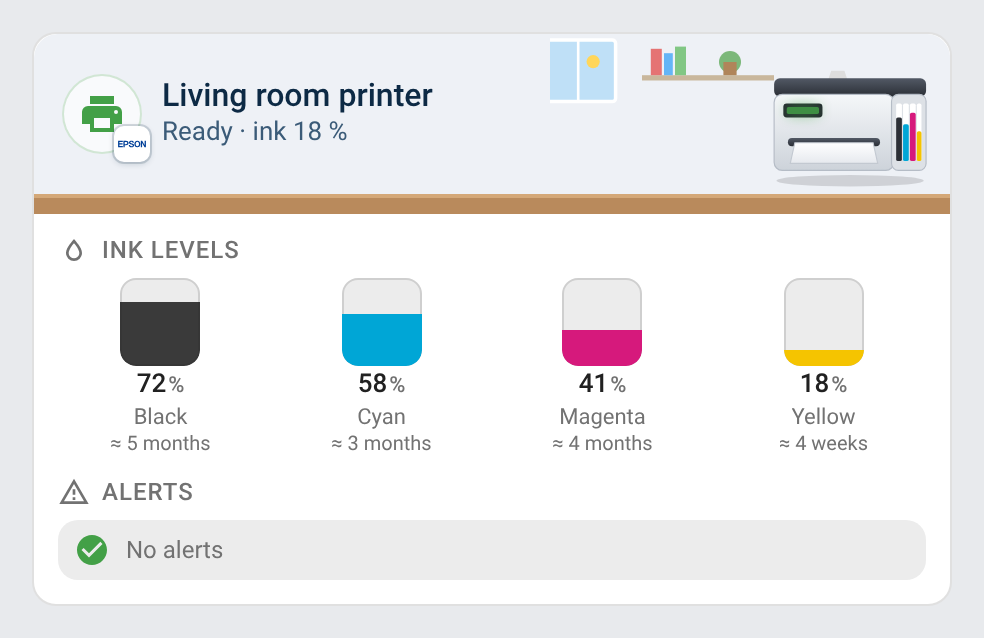 Living room printer
Ready · ink 18 %
EPSON
INK LEVELS
72%
58%
41%
18%
Black
Cyan
Magenta
Yellow
≈ 5 months
≈ 3 months
≈ 4 months
≈ 4 weeks
ALERTS
No alerts